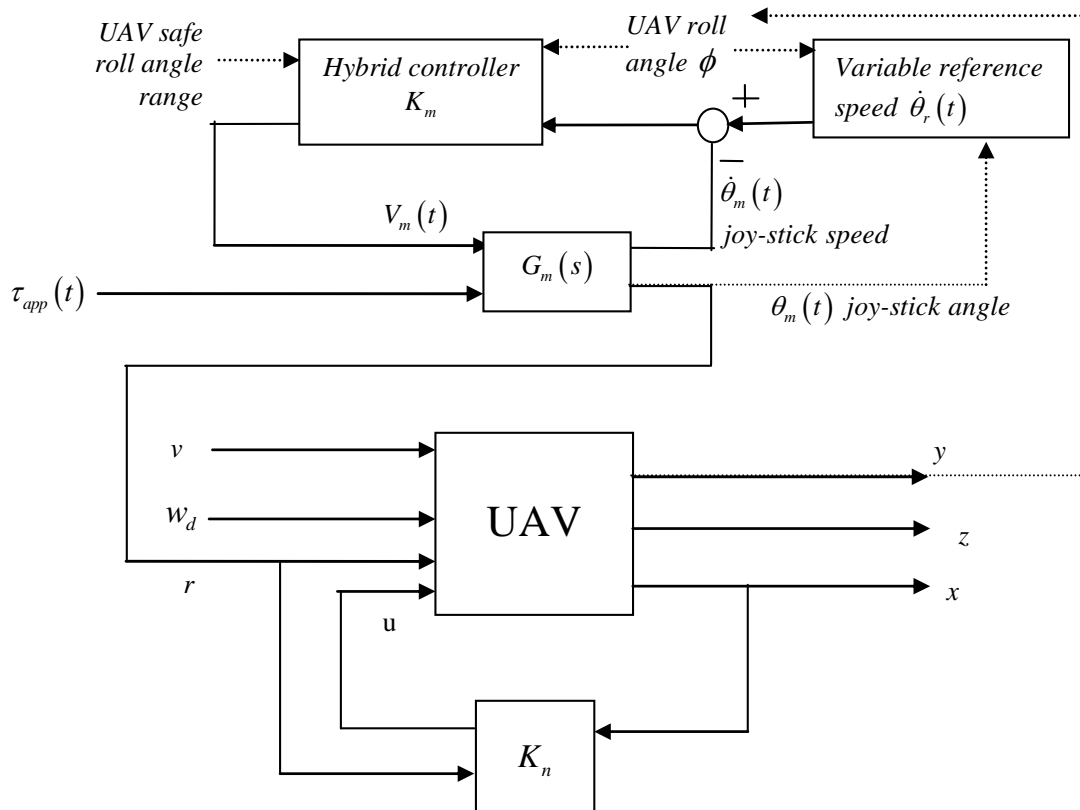 UAV safe
roll angle
range
Hybrid controller
K_m
UAV roll
angle ϕ
Variable reference
speed θ̇_r(t)
+
−
θ̇_m(t)
joy-stick speed
V_m(t)
G_m(s)
τ_app(t)
θ_m(t) joy-stick angle
v
w_d
r
u
UAV
y
z
x
K_n